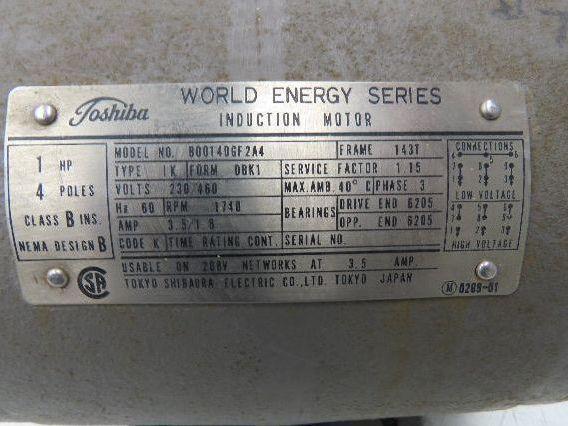 Toshiba WORLD ENERGY SERIES
INDUCTION MOTOR
1 HP
4 POLES
CLASS B INS.
NEMA DESIGN B
MODEL NO. B0014DGF2A4 FRAME 143T
TYPE IK FORM OBK1 SERVICE FACTOR 1.15
VOLTS 230/460 MAX.AMB. 40° C PHASE 3
Hz 60 RPM 1740 BEARINGS DRIVE END 6205
AMP 3.5/1.8 OPP. END 6205
CODE K TIME RATING CONT. SERIAL NO.
USABLE ON 208V NETWORKS AT 3.5 AMP.
TOKYO SHIBAURA ELECTRIC CO., LTD. TOKYO JAPAN
CONNECTIONS
LOW VOLTAGE
HIGH VOLTAGE
SA
M 0289-01